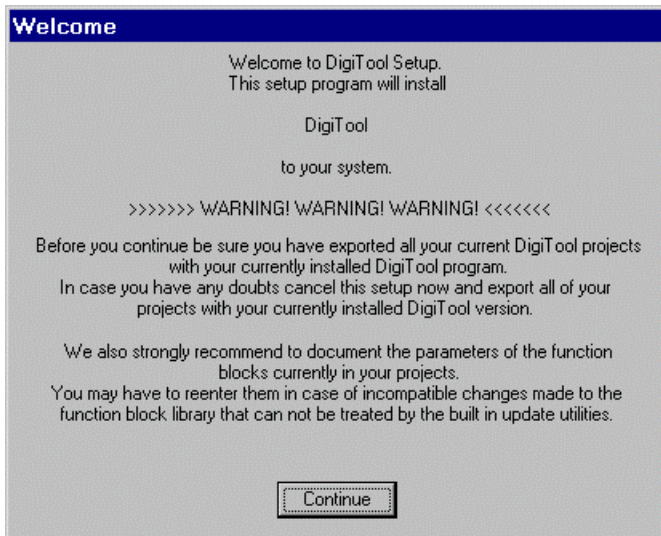 Welcome
Welcome to DigiTool Setup.
This setup program will install
DigiTool
to your system.
>>>>>>> WARNING! WARNING! WARNING! <<<<<<<
Before you continue be sure you have exported all your current DigiTool projects
with your currently installed DigiTool program.
In case you have any doubts cancel this setup now and export all of your
projects with your currently installed DigiTool version.
We also strongly recommend to document the parameters of the function
blocks currently in your projects.
You may have to reenter them in case of incompatible changes made to the
function block library that can not be treated by the built in update utilities.
Continue